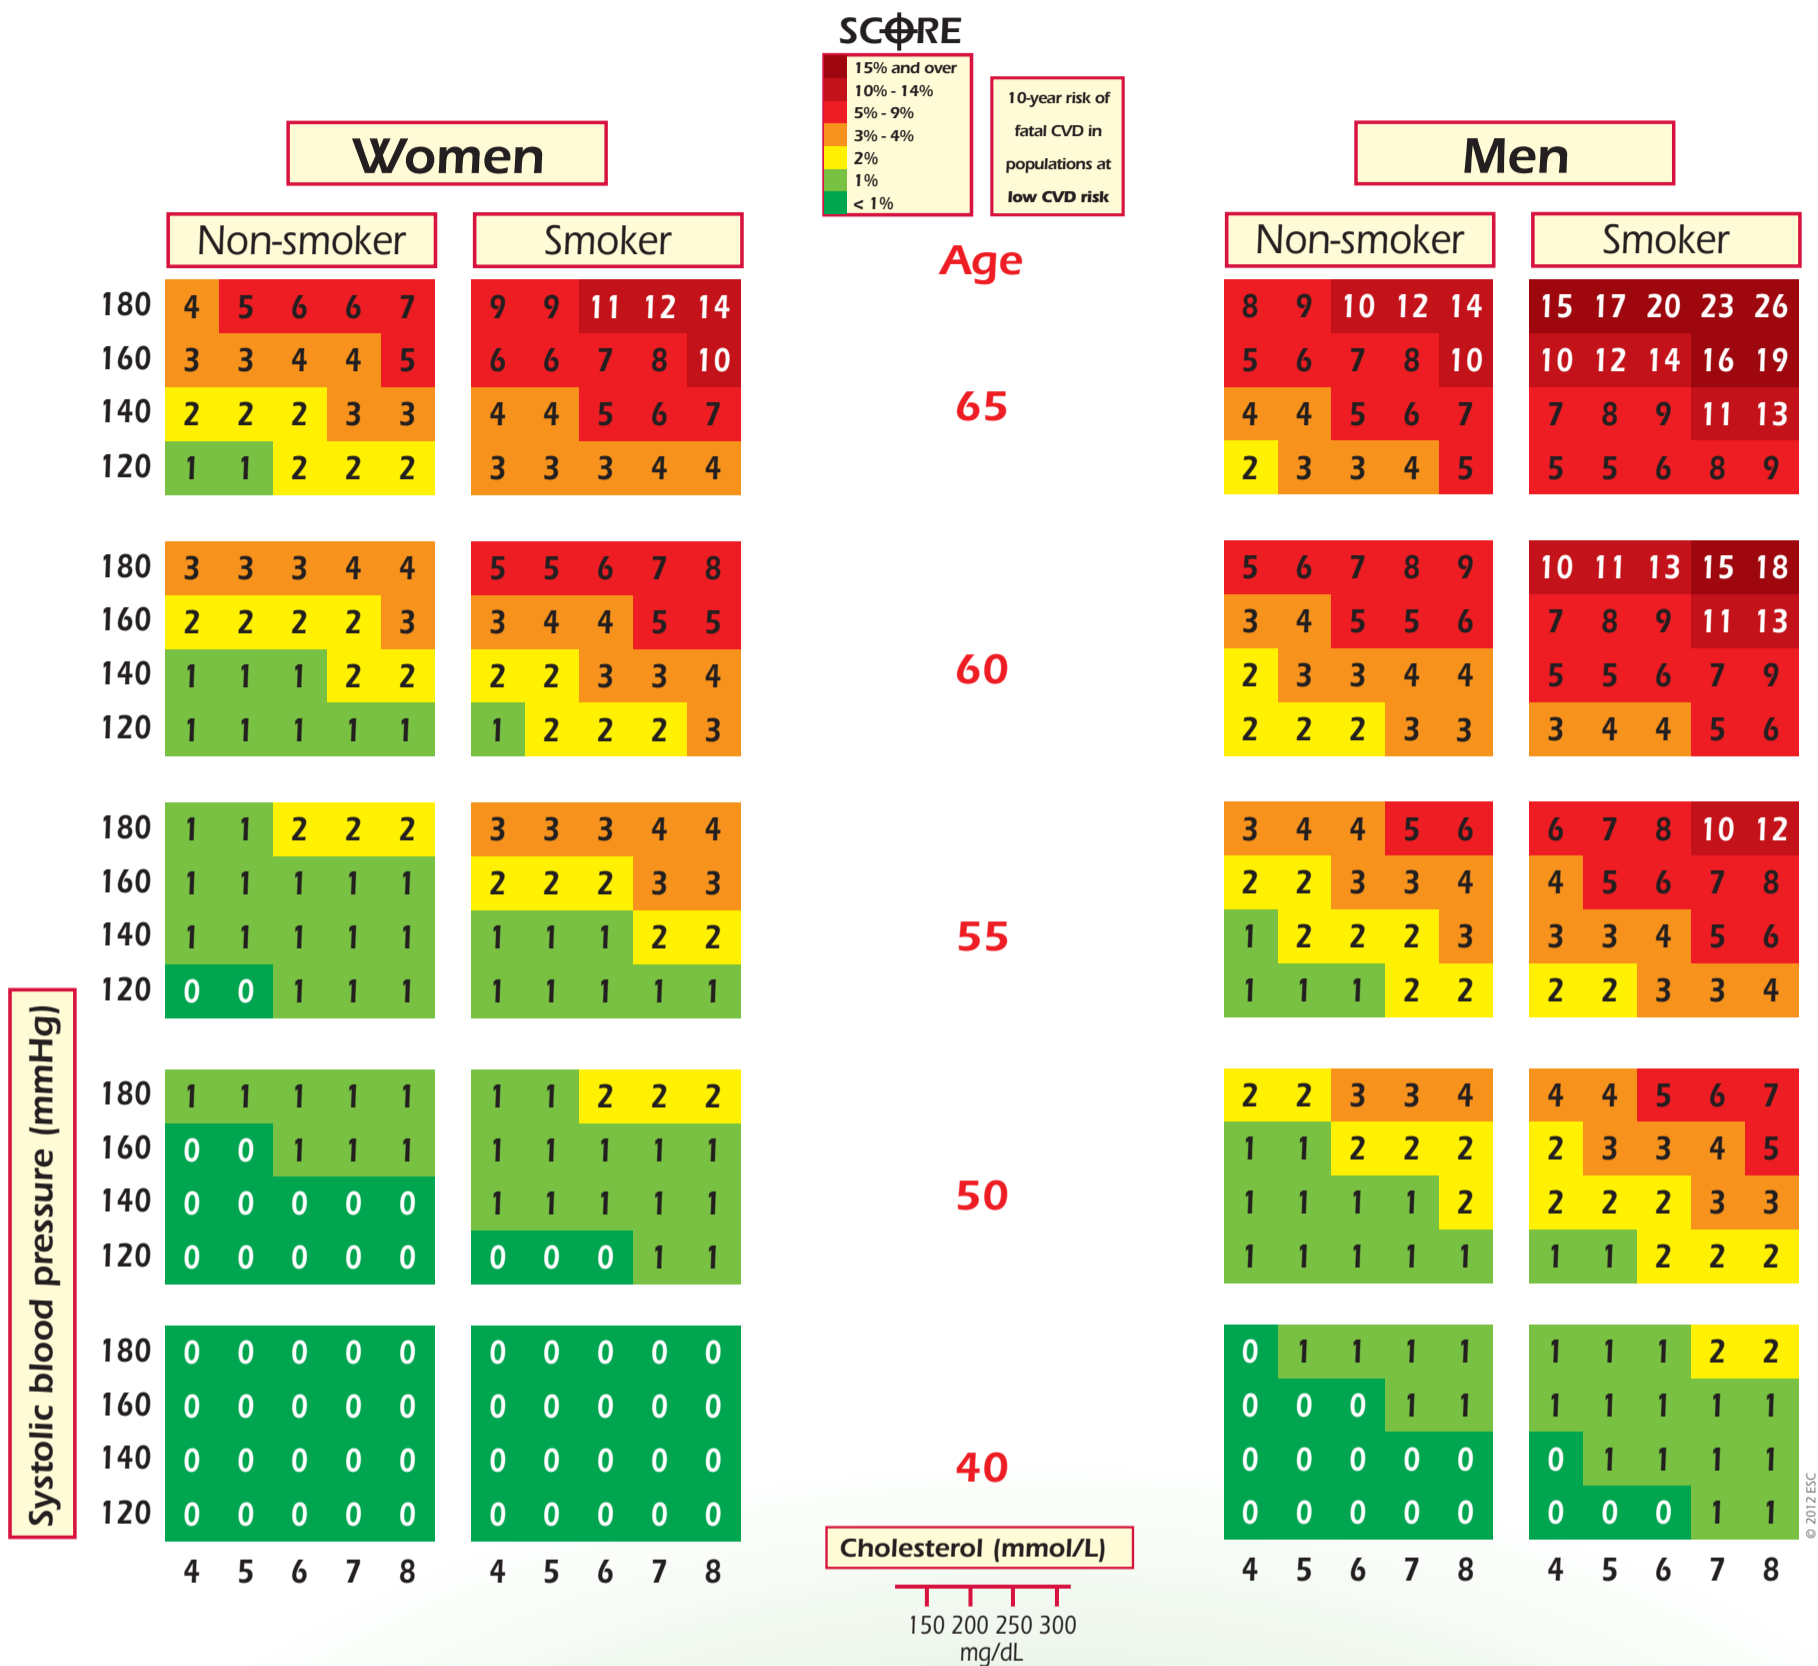 SCORE
15% and over
10% - 14%
5% - 9%
3% - 4%
2%
1%
< 1%
10-year risk of
fatal CVD in
populations at
low CVD risk
Women
Men
Non-smoker Smoker Age Non-smoker Smoker
180 4 5 6 6 7 9 9 11 12 14 8 9 10 12 14 15 17 20 23 26
160 3 3 4 4 5 6 6 7 8 10 5 6 7 8 10 10 12 14 16 19
65
140 2 2 2 3 3 4 4 5 6 7 4 4 5 6 7 7 8 9 11 13
120 1 1 2 2 2 3 3 3 4 4 2 3 3 4 5 5 5 6 8 9
180 3 3 3 4 4 5 5 6 7 8 5 6 7 8 9 10 11 13 15 18
160 2 2 2 2 3 3 4 4 5 5 3 4 5 5 6 7 8 9 11 13
60
140 1 1 1 2 2 2 2 3 3 4 2 3 3 4 4 5 5 6 7 9
120 1 1 1 1 1 1 2 2 2 3 2 2 2 3 3 3 4 4 5 6
180 1 1 2 2 2 3 3 3 4 4 3 4 4 5 6 6 7 8 10 12
160 1 1 1 1 1 2 2 2 3 3 2 2 3 3 4 4 5 6 7 8
55
140 1 1 1 1 1 1 1 1 2 2 1 2 2 2 3 3 3 4 5 6
120 0 0 1 1 1 1 1 1 1 1 1 1 1 2 2 2 2 3 3 4
180 1 1 1 1 1 1 1 2 2 2 2 2 3 3 4 4 4 5 6 7
160 0 0 1 1 1 1 1 1 1 1 1 1 2 2 2 2 3 3 4 5
50
140 0 0 0 0 0 1 1 1 1 1 1 1 1 1 2 2 2 2 3 3
120 0 0 0 0 0 0 0 0 1 1 1 1 1 1 1 1 1 2 2 2
180 0 0 0 0 0 0 0 0 0 0 0 1 1 1 1 1 1 1 2 2
160 0 0 0 0 0 0 0 0 0 0 0 0 0 1 1 1 1 1 1 1
40
140 0 0 0 0 0 0 0 0 0 0 0 0 0 0 0 0 1 1 1 1
120 0 0 0 0 0 0 0 0 0 0 0 0 0 0 0 0 0 0 1 1
4 5 6 7 8 4 5 6 7 8 4 5 6 7 8 4 5 6 7 8
Systolic blood pressure (mmHg)
Cholesterol (mmol/L)
150 200 250 300
mg/dL
© 2012 ESC